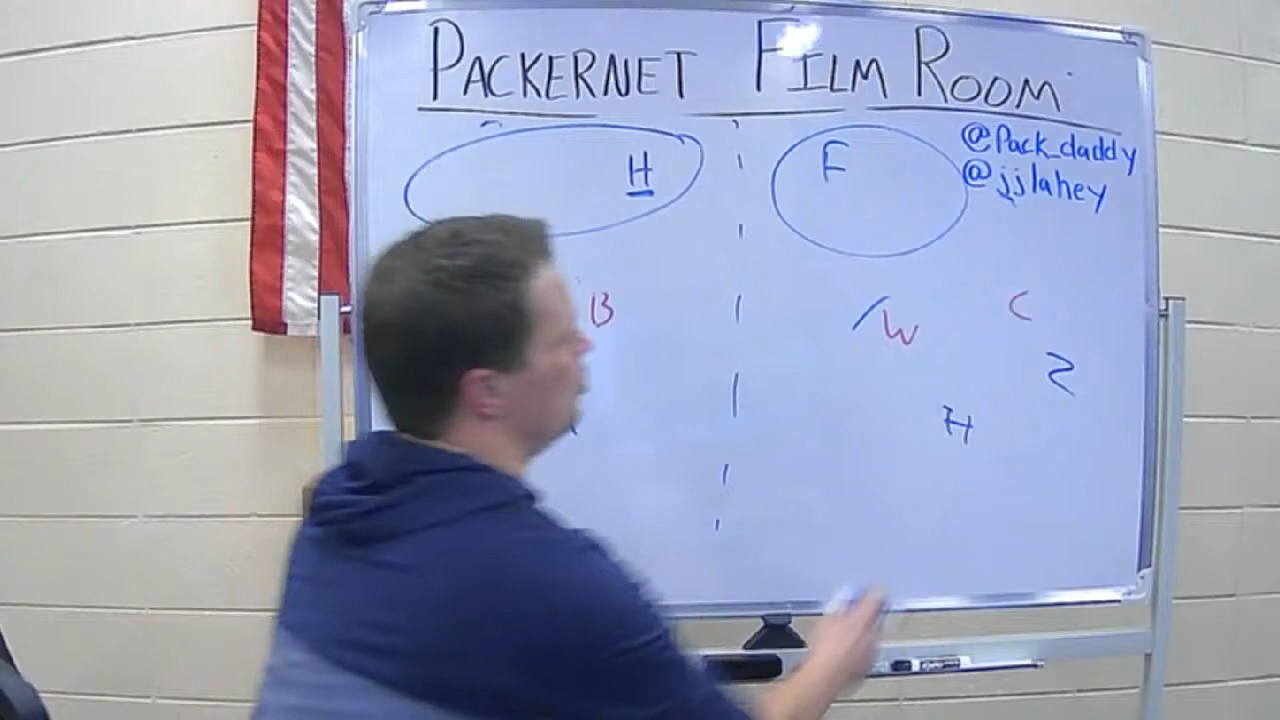 PACKERNET FILM ROOM
@Pack_daddy
H F
@jjlahey
B W C
Z
H